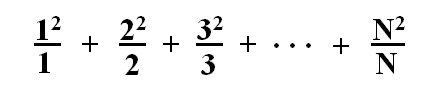 1²/1 + 2²/2 + 3²/3 + ··· + N²/N